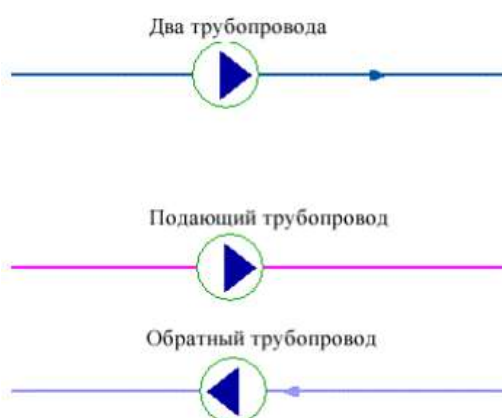 Два трубопровода
Подающий трубопровод
Обратный трубопровод